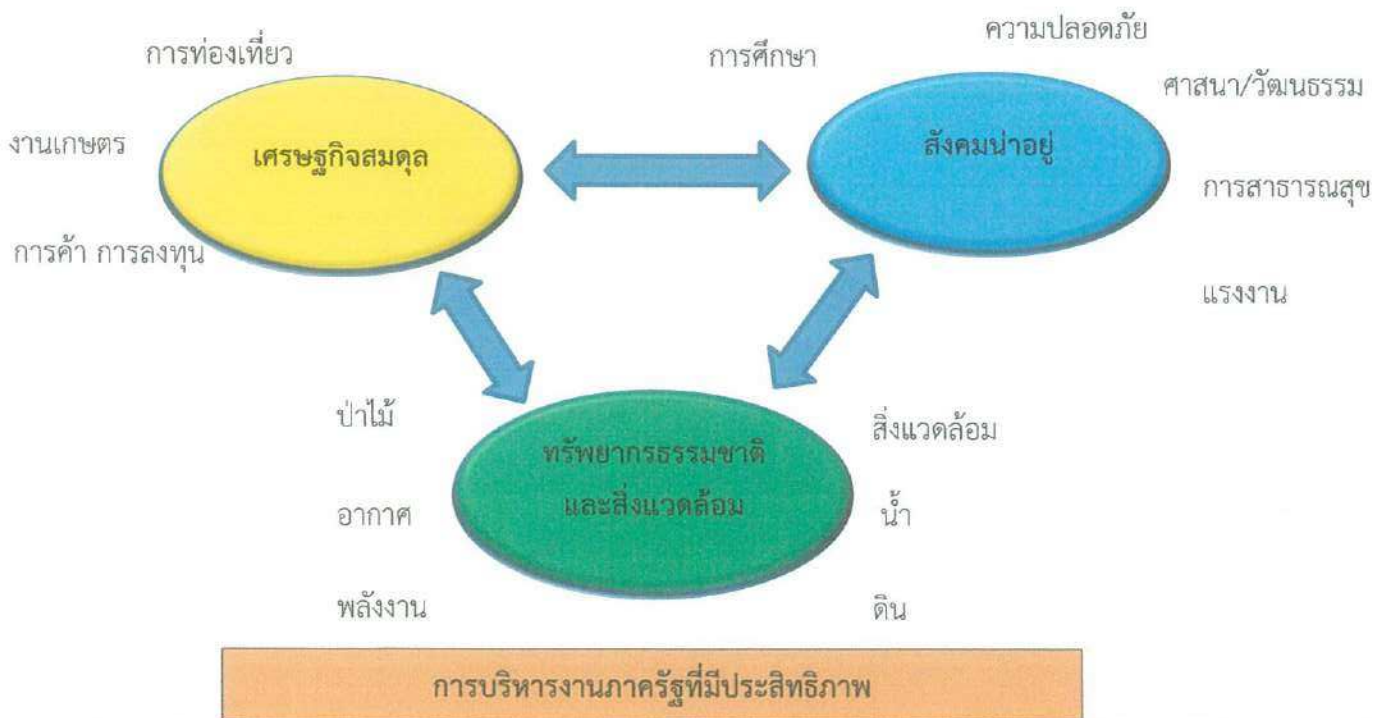 ความปลอดภัย
การท่องเที่ยว
การศึกษา
ศาสนา/วัฒนธรรม
งานเกษตร
เศรษฐกิจสมดุล
สังคมน่าอยู่
การสาธารณสุข
การค้า การลงทุน
แรงงาน
ป่าไม้
สิ่งแวดล้อม
ทรัพยากรธรรมชาติ
และสิ่งแวดล้อม
อากาศ
น้ำ
พลังงาน
ดิน
การบริหารงานภาครัฐที่มีประสิทธิภาพ